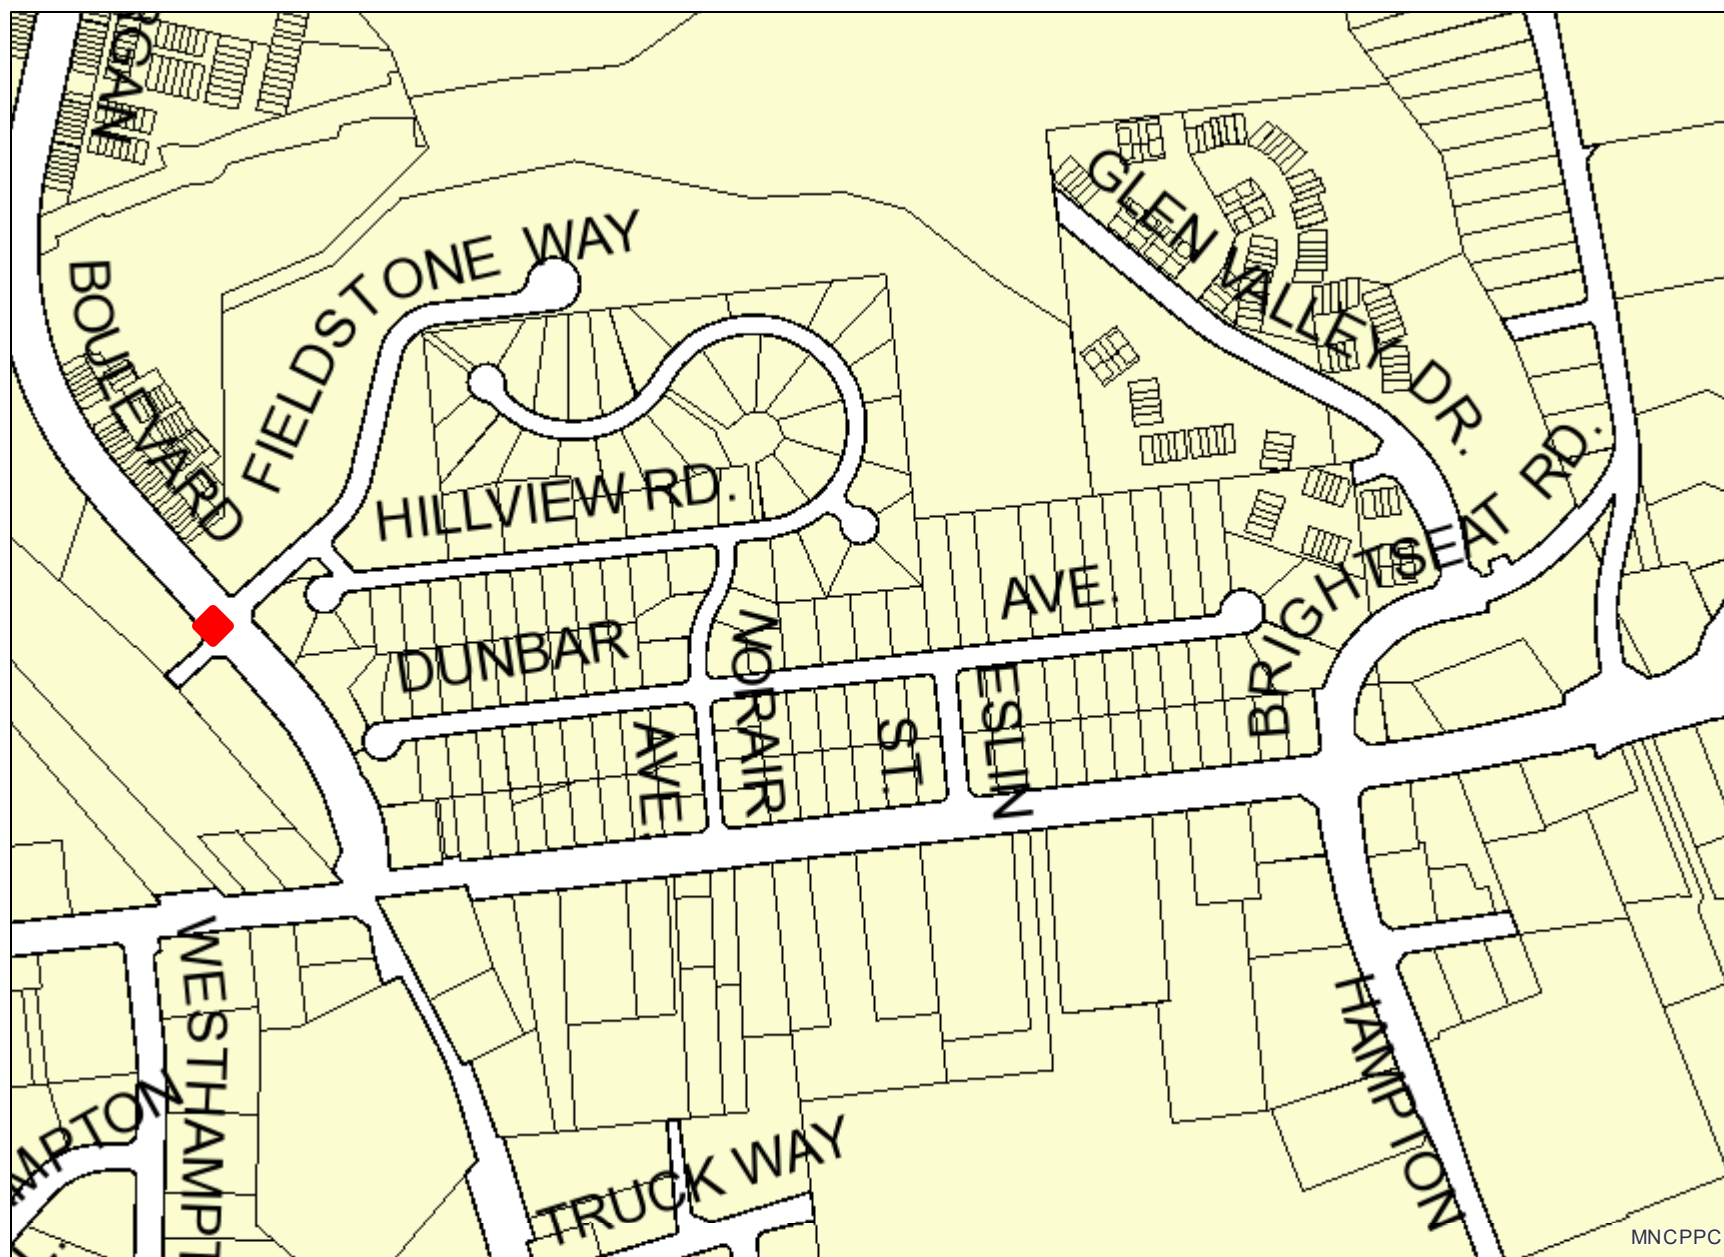 BOULEVARD
FIELDSTONE WAY
GLEN VALLEY DR.
HILLVIEW RD.
BRIGHTSEAT RD.
DUNBAR AVE.
NORAIR AVE.
ESLIN ST.
WESTHAMPT
HAMPTON
TRUCK WAY
MNCPPC